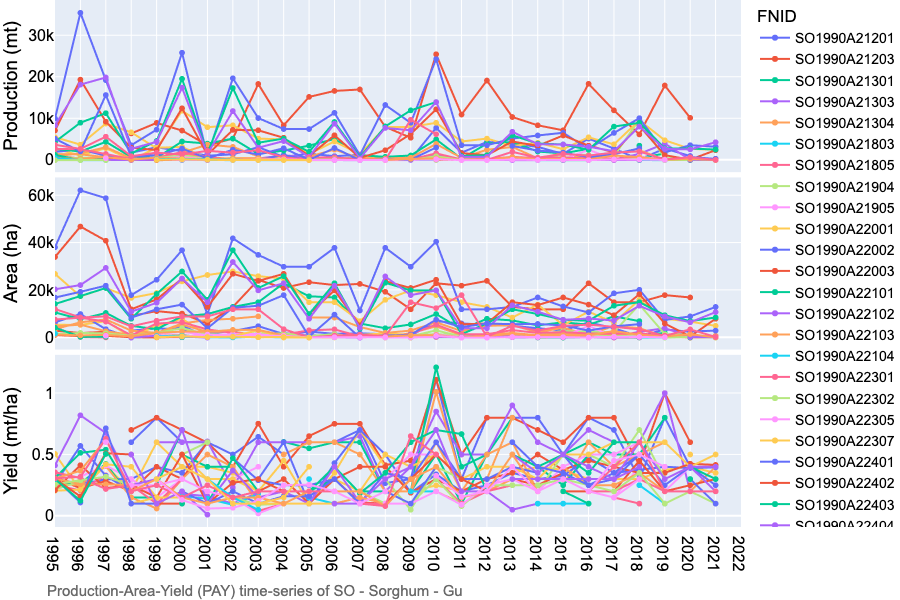 FNID
Production (mt)
30k
20k
10k
0
Area (ha)
60k
40k
20k
0
Yield (mt/ha)
1
0.5
0
1995 1996 1997 1998 1999 2000 2001 2002 2003 2004 2005 2006 2007 2008 2009 2010 2011 2012 2013 2014 2015 2016 2017 2018 2019 2020 2021 2022
SO1990A21201
SO1990A21203
SO1990A21301
SO1990A21303
SO1990A21304
SO1990A21803
SO1990A21805
SO1990A21904
SO1990A21905
SO1990A22001
SO1990A22002
SO1990A22003
SO1990A22101
SO1990A22102
SO1990A22103
SO1990A22104
SO1990A22301
SO1990A22302
SO1990A22305
SO1990A22307
SO1990A22401
SO1990A22402
SO1990A22403
SO1990A22404
Production-Area-Yield (PAY) time-series of SO - Sorghum - Gu